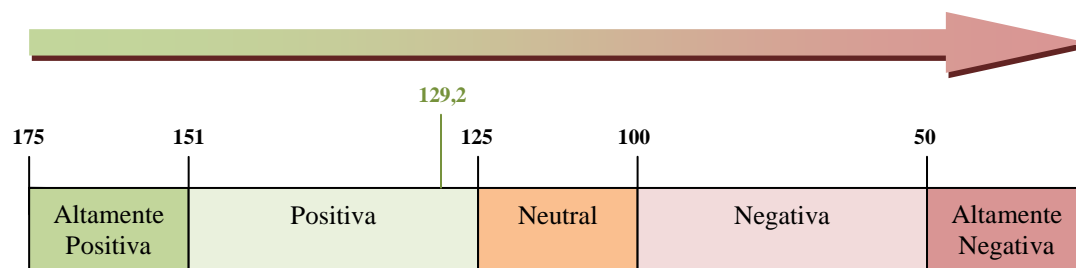 129,2
175 151 125 100 50
Altamente Positiva Neutral Negativa Altamente
Positiva Negativa